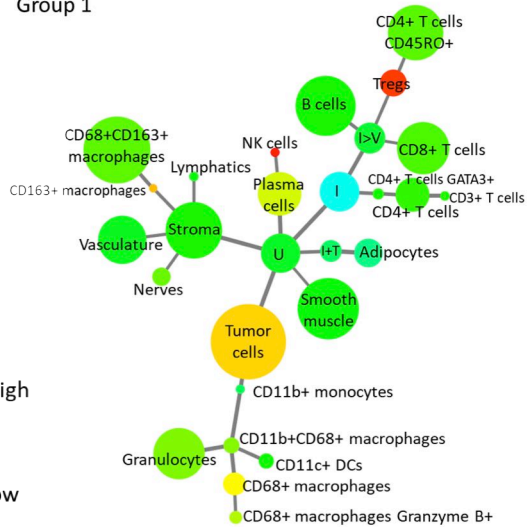 Group 1
CD4+ T cells
CD45RO+
Tregs
B cells
I>V
CD8+ T cells
CD68+CD163+
macrophages
NK cells
Lymphatics
CD163+ macrophages
Plasma
cells
I
CD4+ T cells GATA3+
CD3+ T cells
CD4+ T cells
Stroma
Vasculature
U
I+T
Adipocytes
Nerves
Smooth
muscle
Tumor
cells
CD11b+ monocytes
igh
CD11b+CD68+ macrophages
Granulocytes
CD11c+ DCs
CD68+ macrophages
ow
CD68+ macrophages Granzyme B+